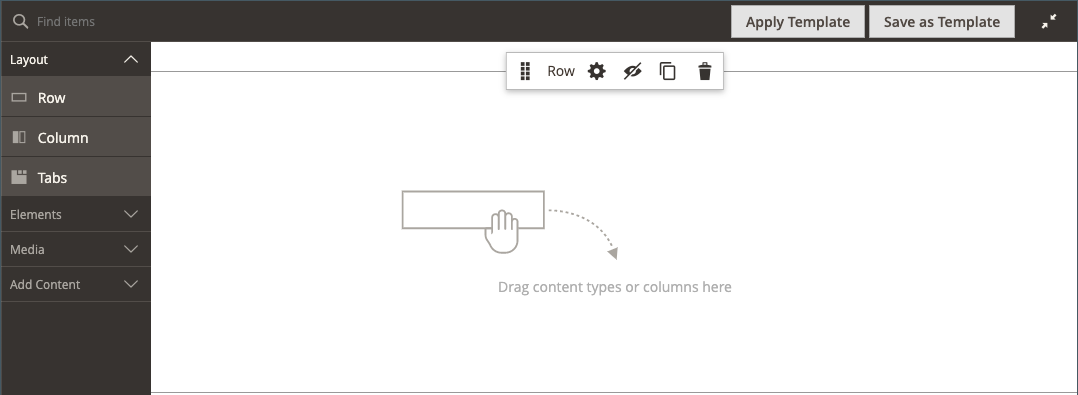 Find items
Apply Template
Save as Template
Layout
Row
Row
Column
Tabs
Elements
Media
Add Content
Drag content types or columns here